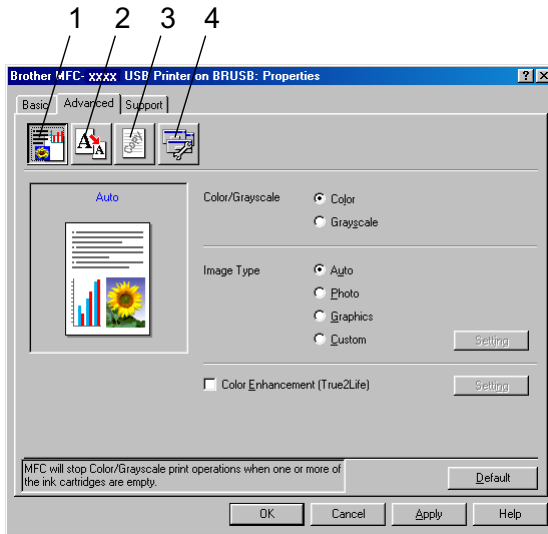 1 2 3 4
Brother MFC- xxxx USB Printer on BRUSB: Properties
Basic Advanced Support
A A Copy
Auto
Color/Grayscale
Color
Grayscale
Image Type
Auto
Photo
Graphics
Custom
Setting
Color Enhancement (True2Life)
Setting
MFC will stop Color/Grayscale print operations when one or more of
the ink cartridges are empty.
Default
OK Cancel Apply Help